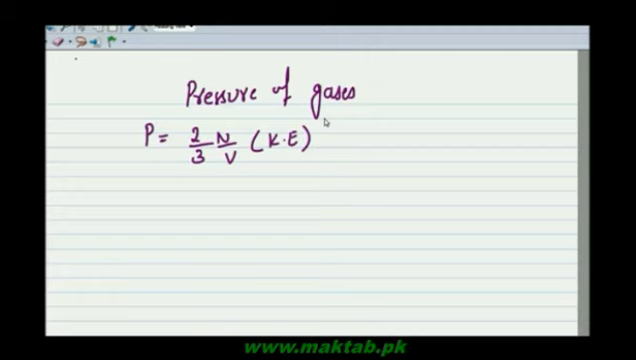 Pressure of gases
P = 2/3 N/V (K.E)
www.maktab.pk